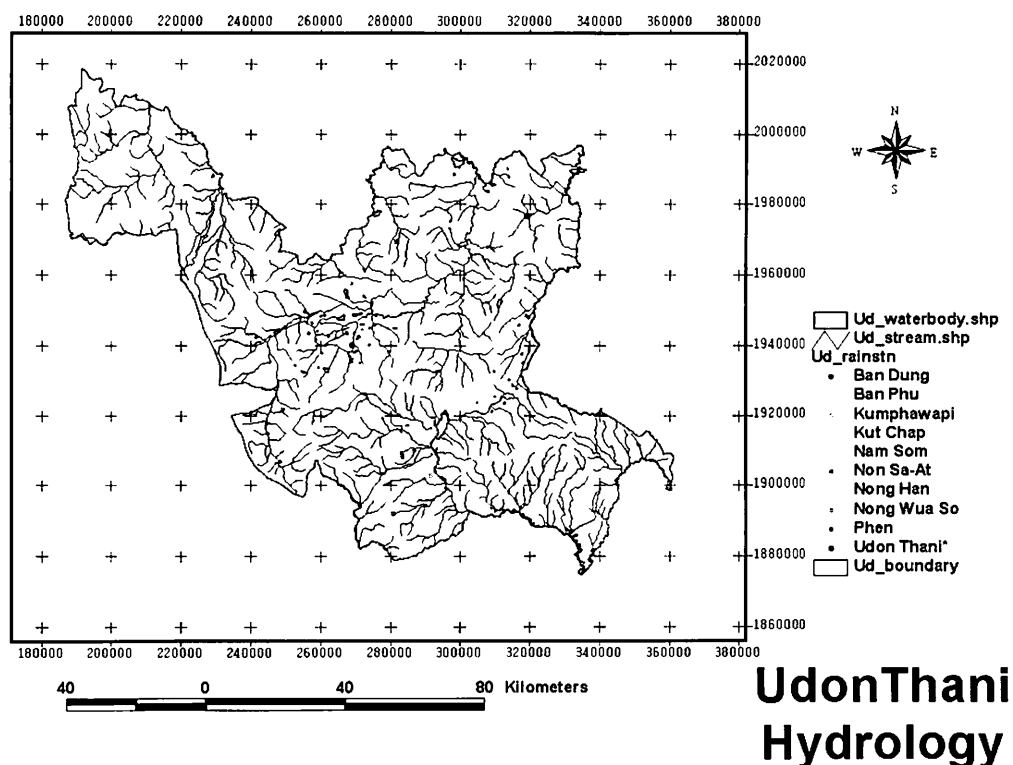 180000 200000 220000 240000 260000 280000 300000 320000 340000 360000 380000
2020000
2000000
1980000
1960000
1940000
1920000
1900000
1880000
1860000
180000 200000 220000 240000 260000 280000 300000 320000 340000 360000 380000
N
W E
S
Ud_waterbody.shp
Ud_stream.shp
Ud_rainstn
Ban Dung
Ban Phu
Kumphawapi
Kut Chap
Nam Som
Non Sa-At
Nong Han
Nong Wua So
Phen
Udon Thani*
Ud_boundary
40 0 40 80 Kilometers
UdonThani
Hydrology